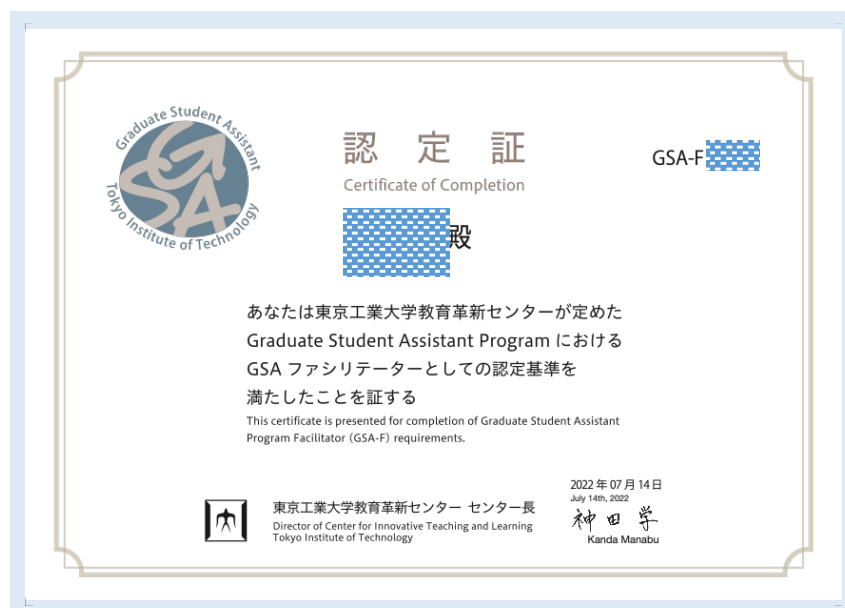 Graduate Student Assistant
GSA
Tokyo Institute of Technology
認定証
Certificate of Completion
GSA-F
殿
あなたは東京工業大学教育革新センターが定めた
Graduate Student Assistant Program における
GSA ファシリテーターとしての認定基準を
満たしたことを証する
This certificate is presented for completion of Graduate Student Assistant
Program Facilitator (GSA-F) requirements.
2022 年 07 月 14 日
July 14th, 2022
東京工業大学教育革新センター センター長
Director of Center for Innovative Teaching and Learning
Tokyo Institute of Technology
神田学
Kanda Manabu